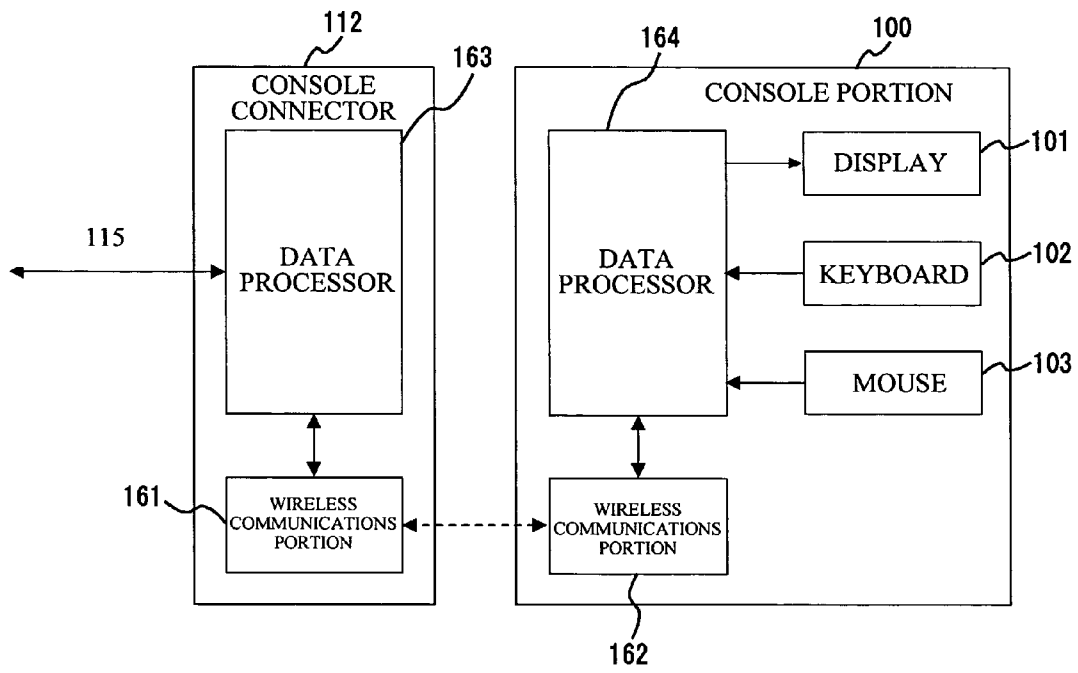 112
163
164
100
CONSOLE
CONNECTOR
CONSOLE PORTION
101
DISPLAY
115
DATA
PROCESSOR
DATA
PROCESSOR
102
KEYBOARD
103
MOUSE
161
WIRELESS
COMMUNICATIONS
PORTION
WIRELESS
COMMUNICATIONS
PORTION
162